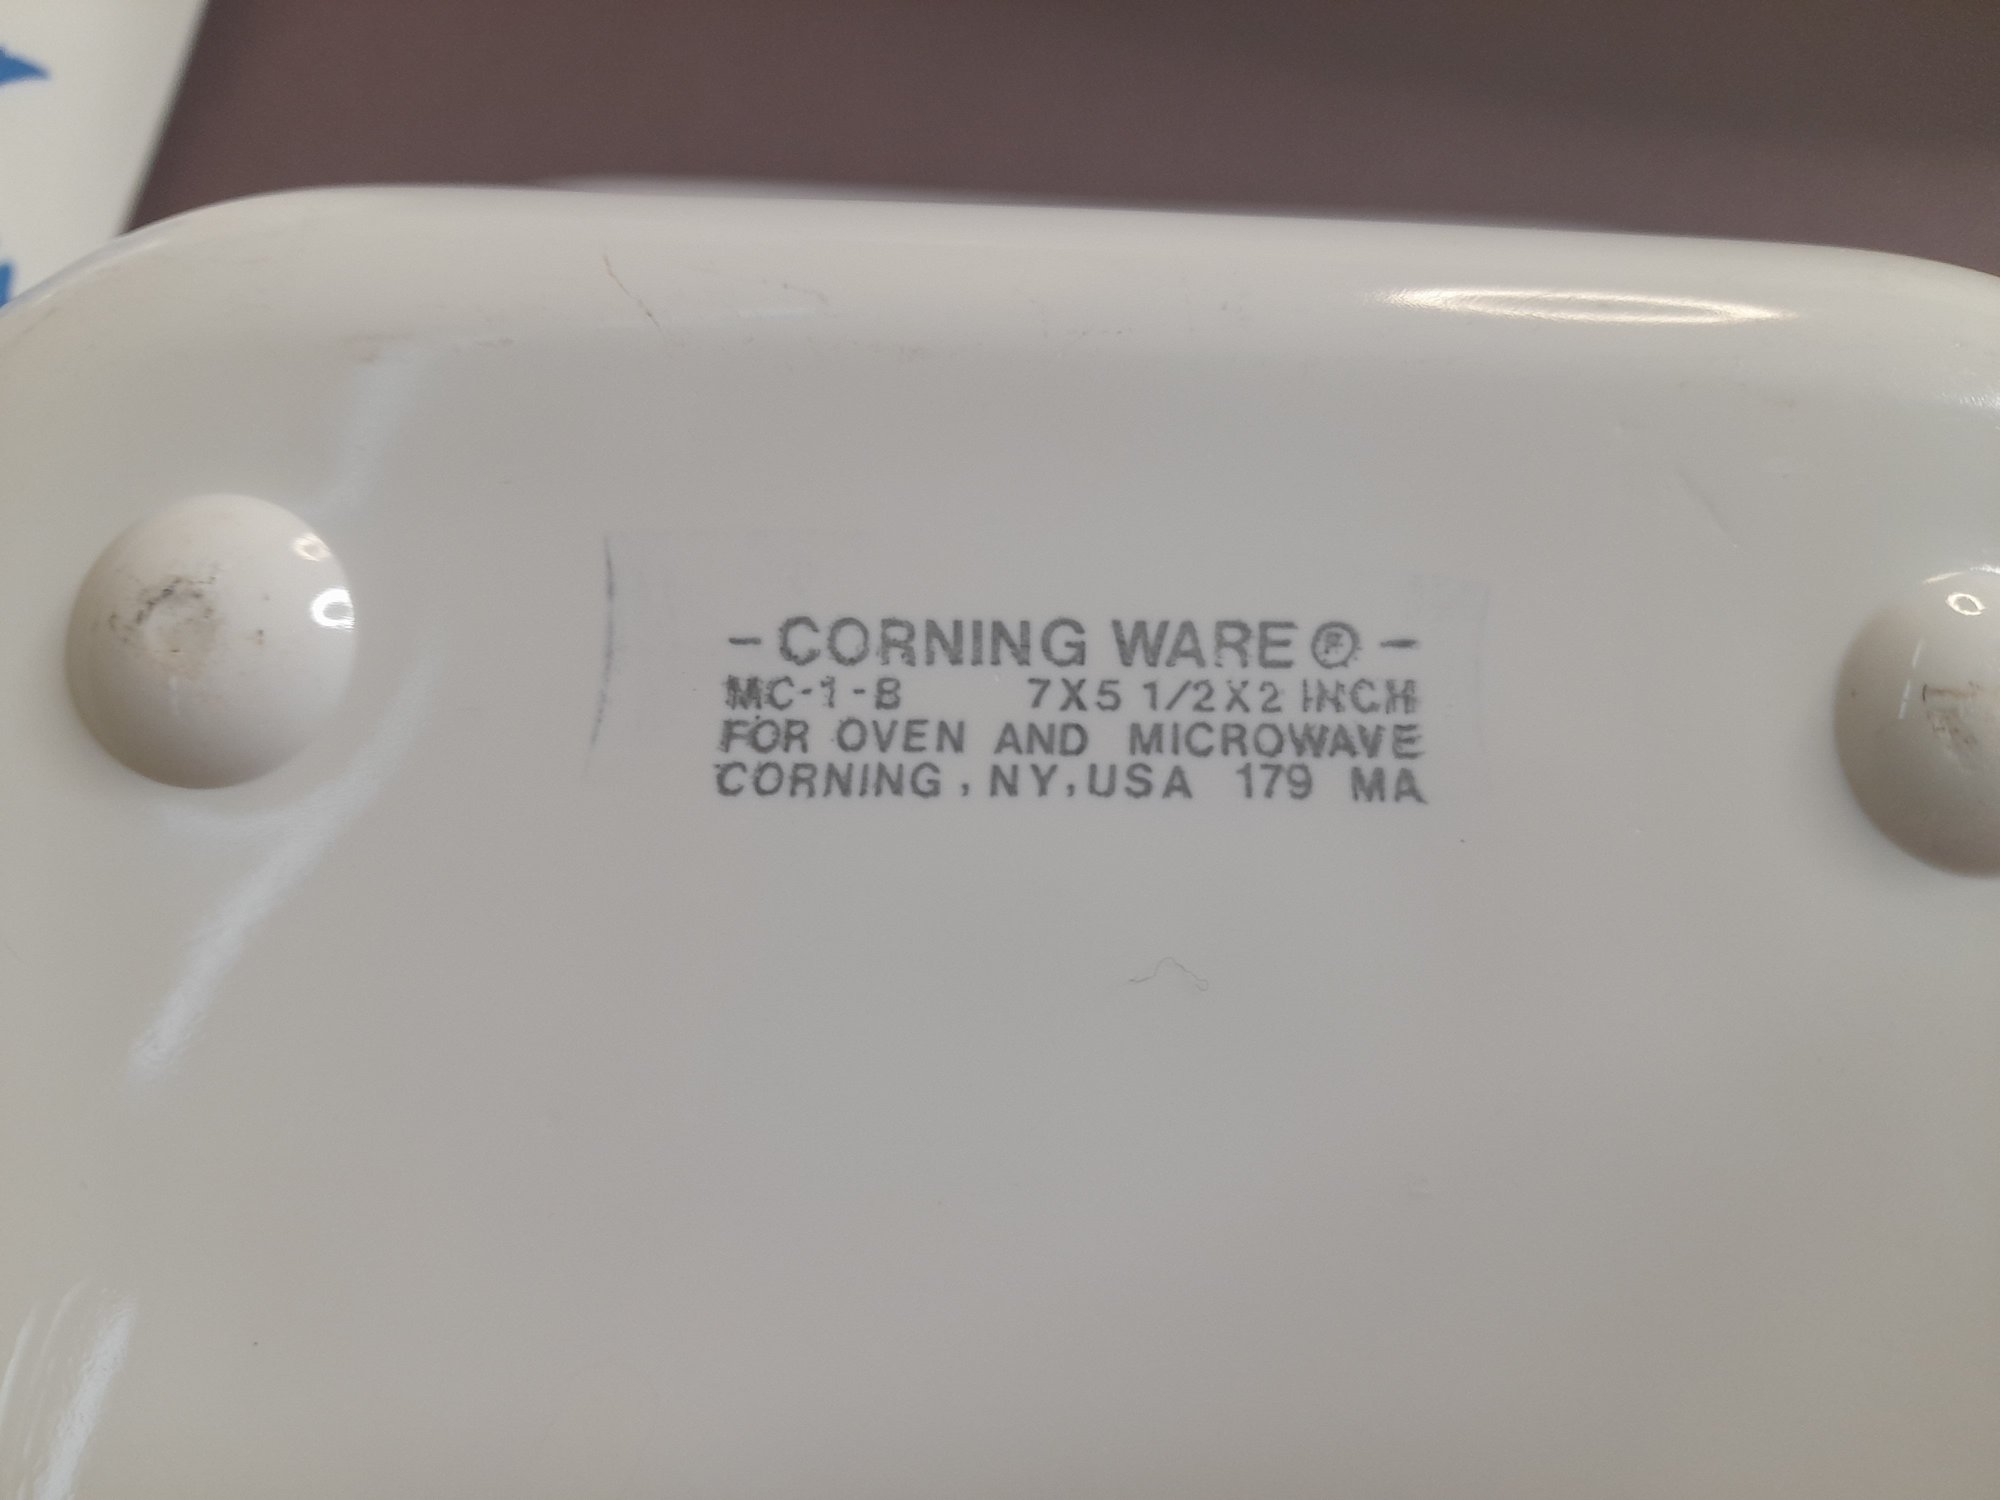 - CORNING WARE® -
MC-1-B 7X5 1/2X2 INCH
FOR OVEN AND MICROWAVE
CORNING, NY, USA 179 MA